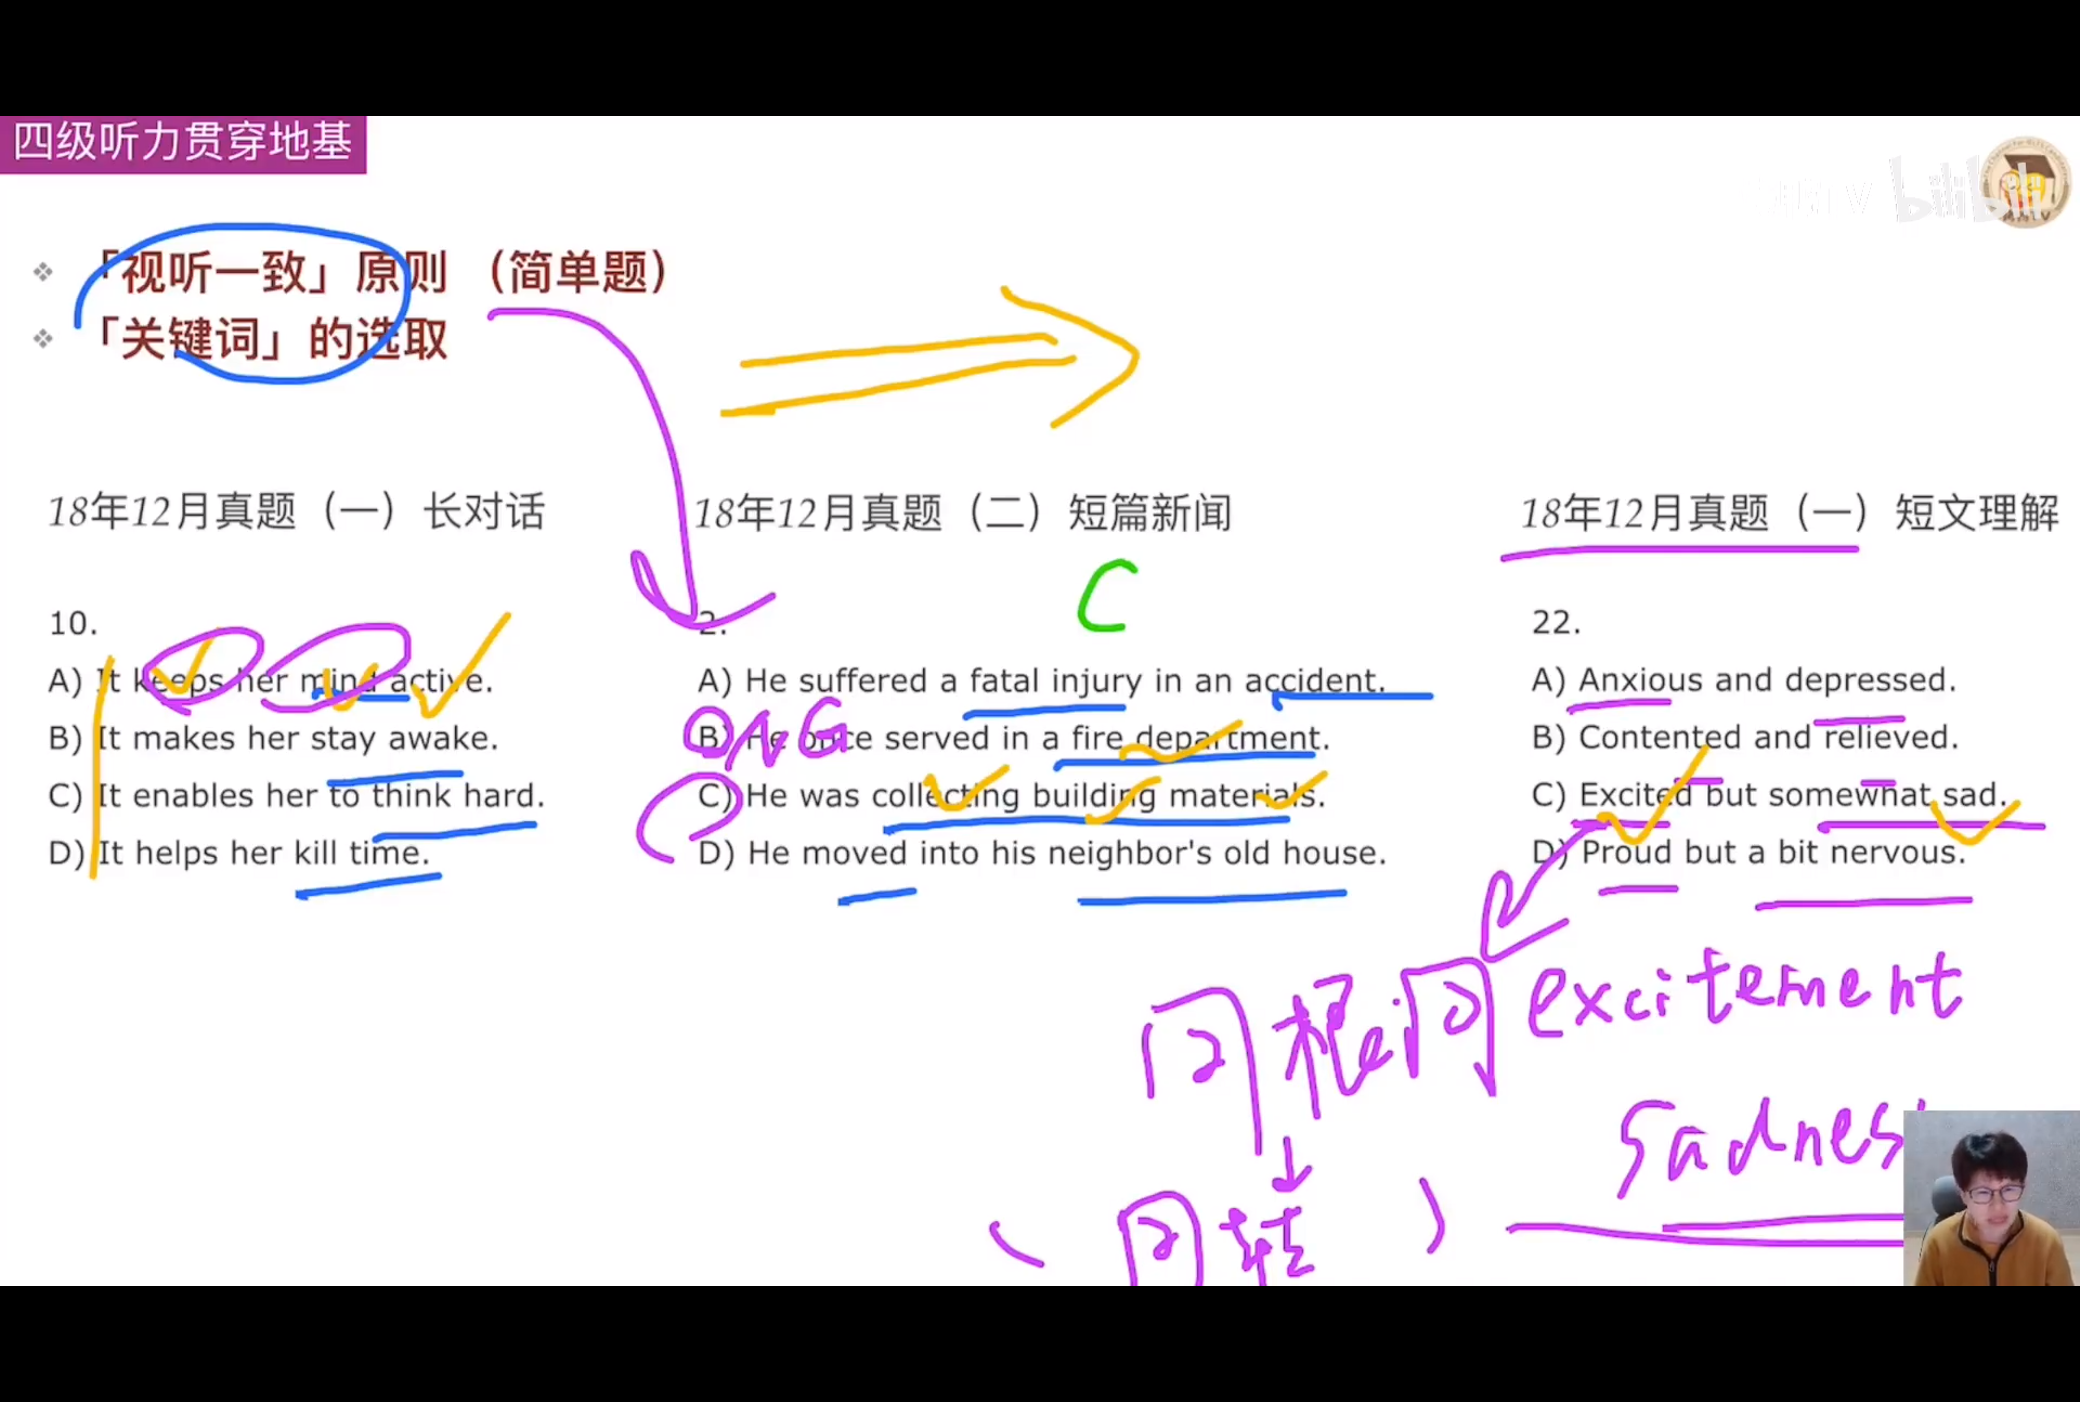 四级听力贯穿地基
bilibili
「视听一致」原则（简单题）
「关键词」的选取
18年12月真题（一）长对话
10.
A) It keeps her mind active.
B) It makes her stay awake.
C) It enables her to think hard.
D) It helps her kill time.
18年12月真题（二）短篇新闻
C
2.
A) He suffered a fatal injury in an accident.
B) He once served in a fire department.
NG
C) He was collecting building materials.
D) He moved into his neighbor's old house.
18年12月真题（一）短文理解
22.
A) Anxious and depressed.
B) Contented and relieved.
C) Excited but somewhat sad.
D) Proud but a bit nervous.
同根词 excitement
sadness
（同转）